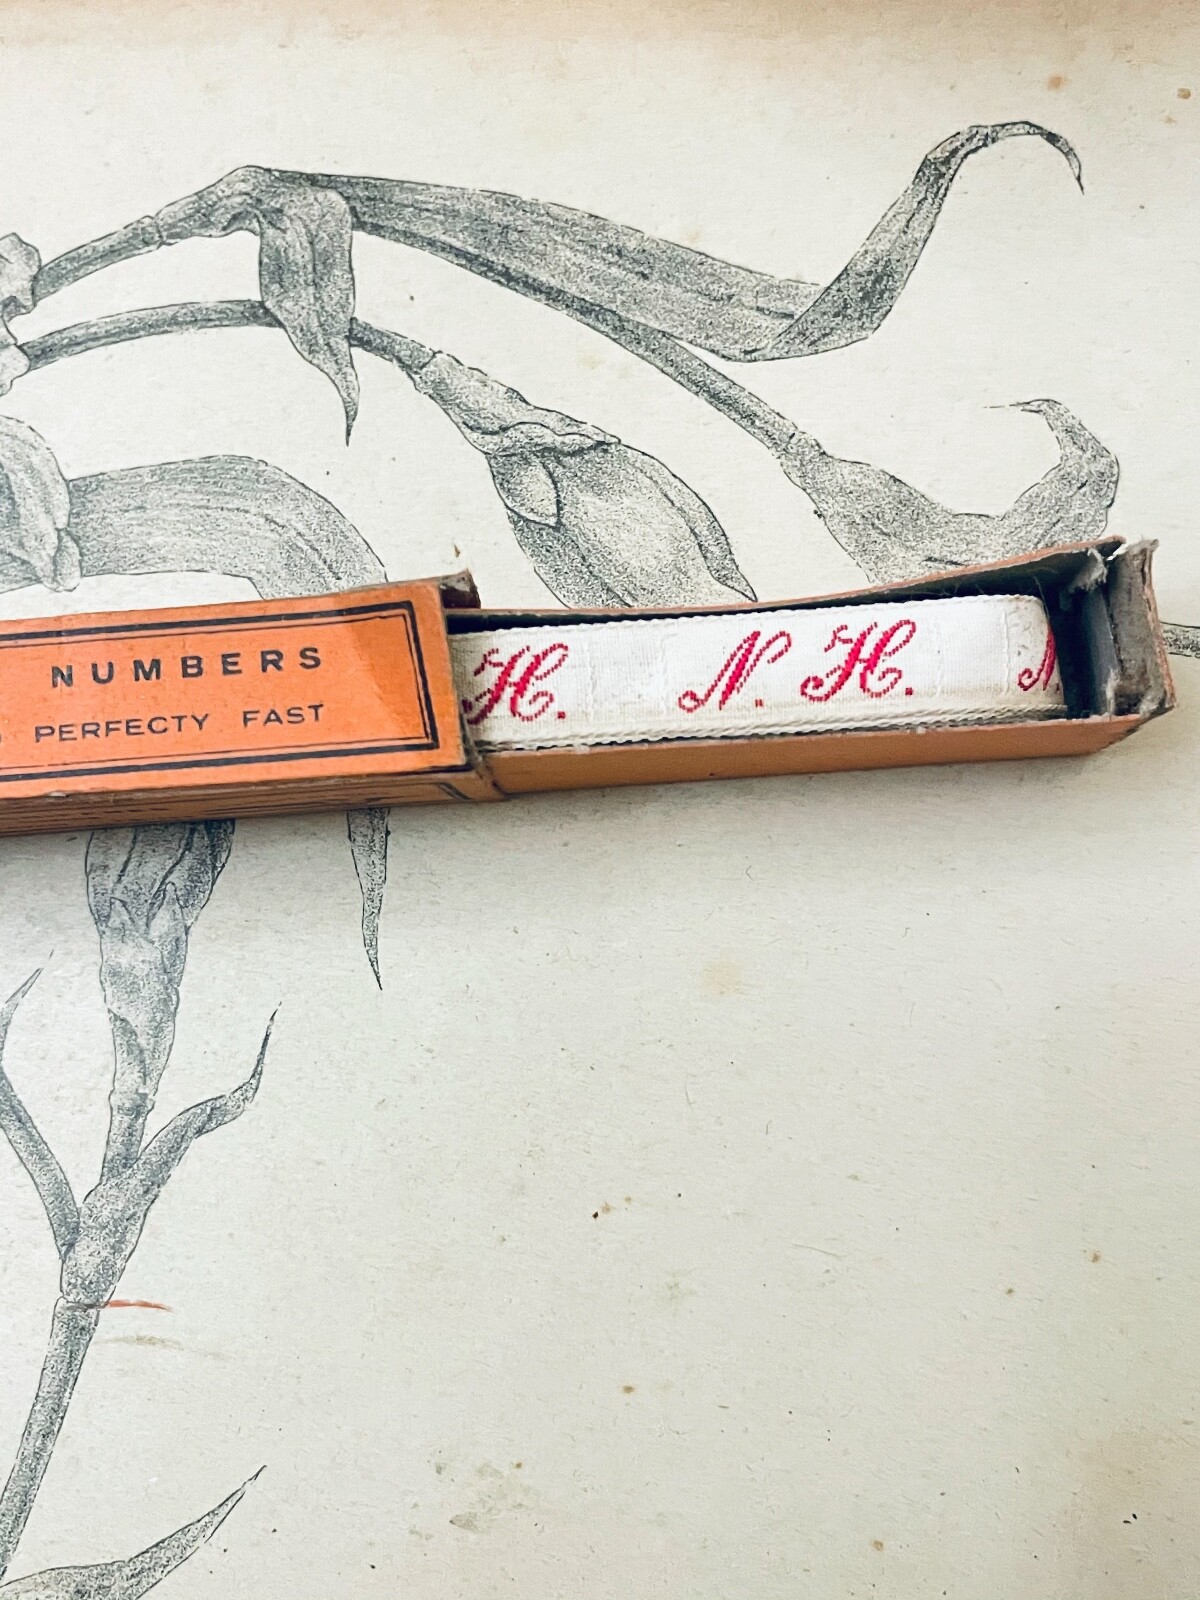 NUMBERS
PERFECTY FAST
H. N. H. N.